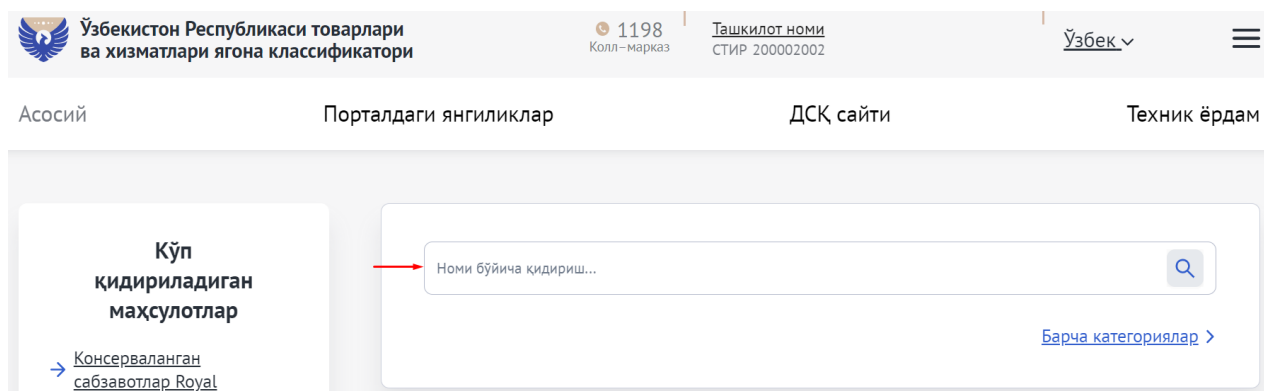 Ўзбекистон Республикаси товарлари
ва хизматлари ягона классификатори
1198
Колл-марказ
Ташкилот номи
СТИР 200002002
Ўзбек
Асосий
Порталдаги янгиликлар
ДСҚ сайти
Техник ёрдам
Кўп
қидириладиган
маҳсулотлар
Консерваланган
сабзавотлар Royal
Номи бўйича қидириш...
Барча категориялар